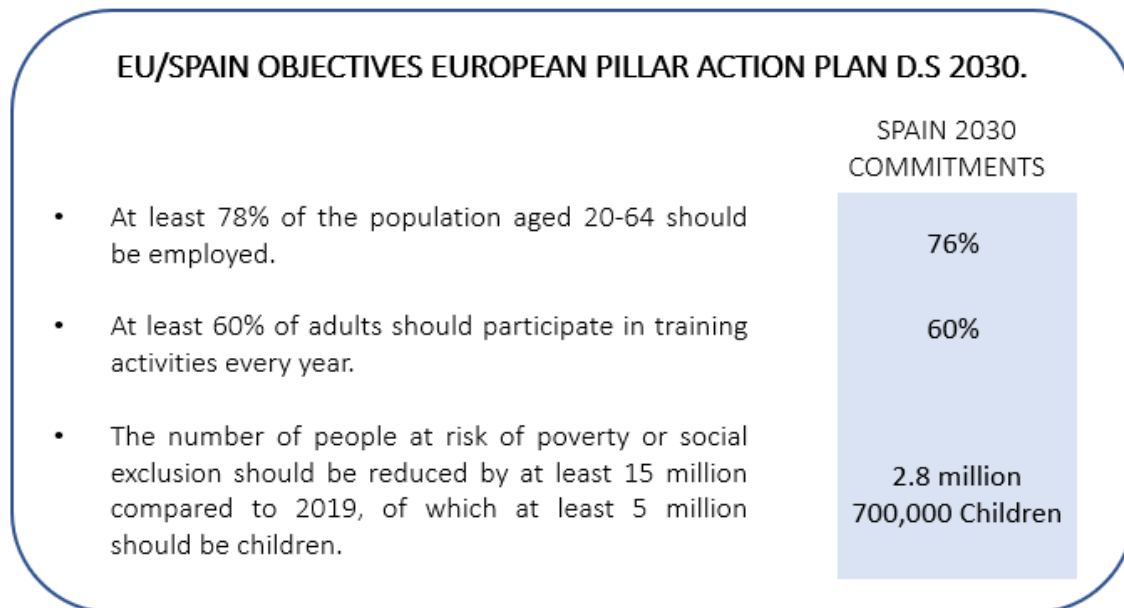 EU/SPAIN OBJECTIVES EUROPEAN PILLAR ACTION PLAN D.S 2030.
SPAIN 2030
COMMITMENTS
• At least 78% of the population aged 20-64 should
be employed.
76%
• At least 60% of adults should participate in training
activities every year.
60%
• The number of people at risk of poverty or social
exclusion should be reduced by at least 15 million
compared to 2019, of which at least 5 million
should be children.
2.8 million
700,000 Children